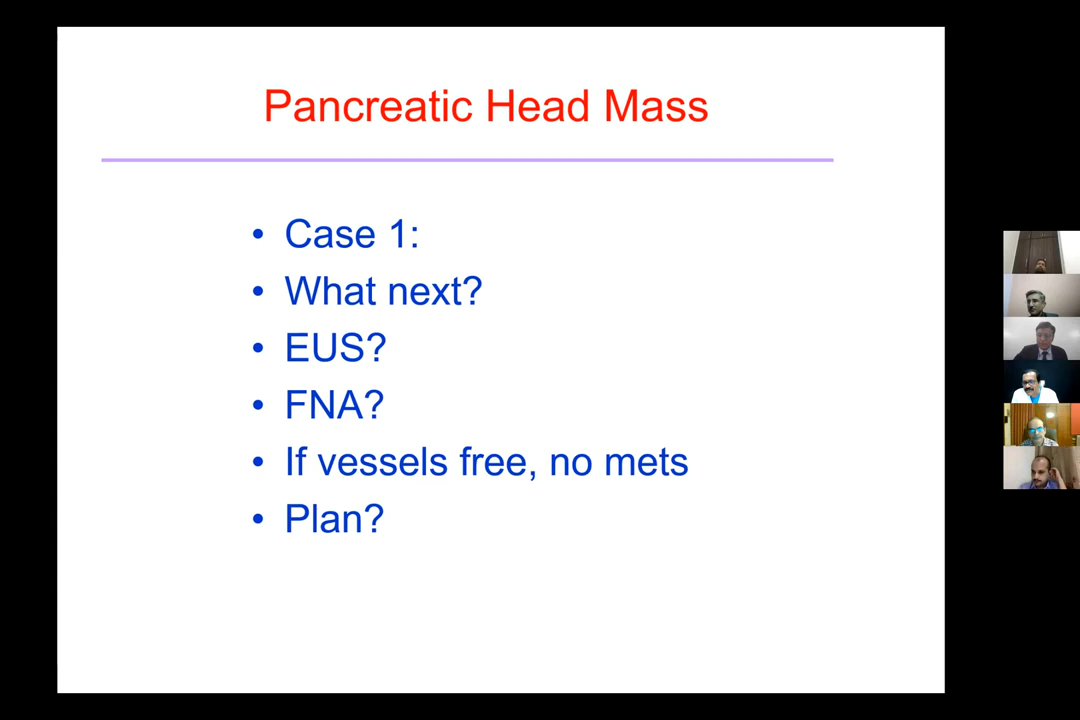 Pancreatic Head Mass
• Case 1:
• What next?
• EUS?
• FNA?
• If vessels free, no mets
• Plan?